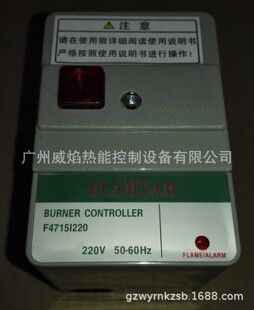 ⚠ 注意
请在使用前详细阅读使用说明书
严格按照使用说明书进行操作!
广州威焰热能控制设备有限公司
FLAMEAM
BURNER CONTROLLER
F4715I220
220V 50-60Hz
FLAME/ALARM
gzwyrnkzsb.1688.com